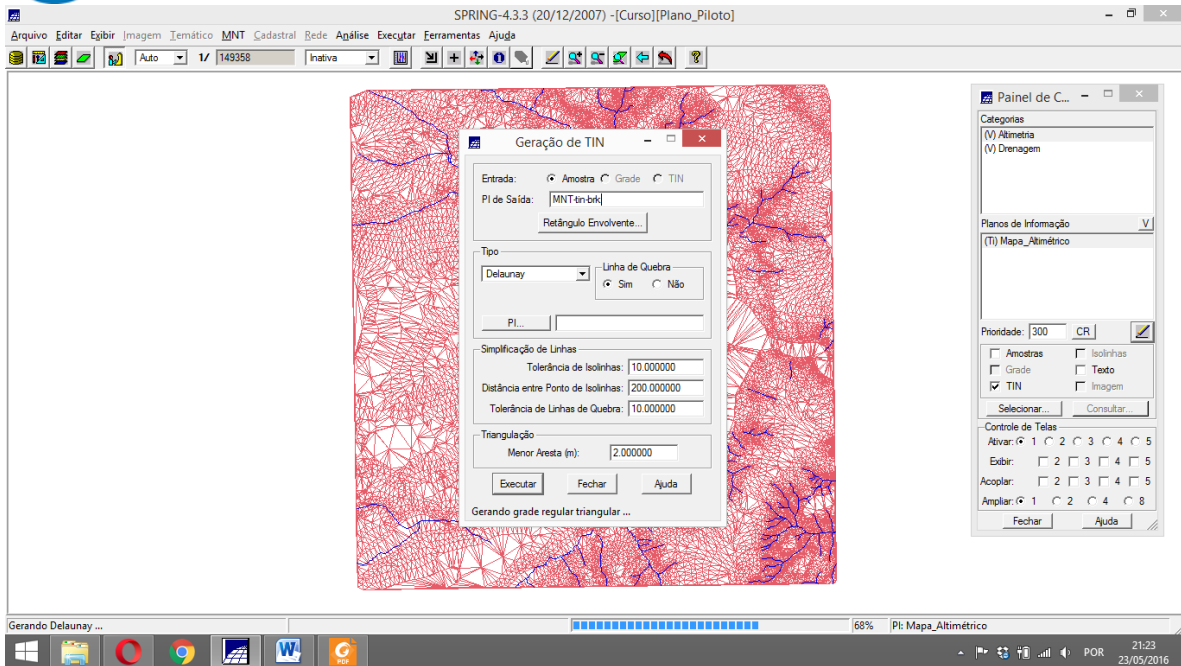 SPRING-4.3.3 (20/12/2007) -[Curso][Plano_Piloto]
Arquivo Editar Exibir Imagem Temático MNT Cadastral Rede Análise Executar Ferramentas Ajuda
Auto 1/ 149358 Inativa
Painel de C...
Categorias
(V) Altimetria
(V) Drenagem
Planos de Informação V
(Ti) Mapa_Altimétrico
Prioridade: 300 CR
Amostras Isolinhas
Grade Texto
TIN Imagem
Selecionar... Consultar...
Controle de Telas
Ativar: 1 2 3 4 5
Exibir: 2 3 4 5
Acoplar: 2 3 4 5
Ampliar: 1 2 4 8
Fechar Ajuda
Geração de TIN
Entrada: Amostra Grade TIN
PI de Saída: MNT-tin-brk
Retângulo Envolvente...
Tipo
Delaunay
Linha de Quebra
Sim Não
PI...
Simplificação de Linhas
Tolerância de Isolinhas: 10.000000
Distância entre Ponto de Isolinhas: 200.000000
Tolerância de Linhas de Quebra: 10.000000
Triangulação
Menor Aresta (m): 2.000000
Executar Fechar Ajuda
Gerando grade regular triangular ...
Gerando Delaunay ... 68% PI: Mapa_Altimétrico
W
G
PDF
POR
21:23
23/05/2016